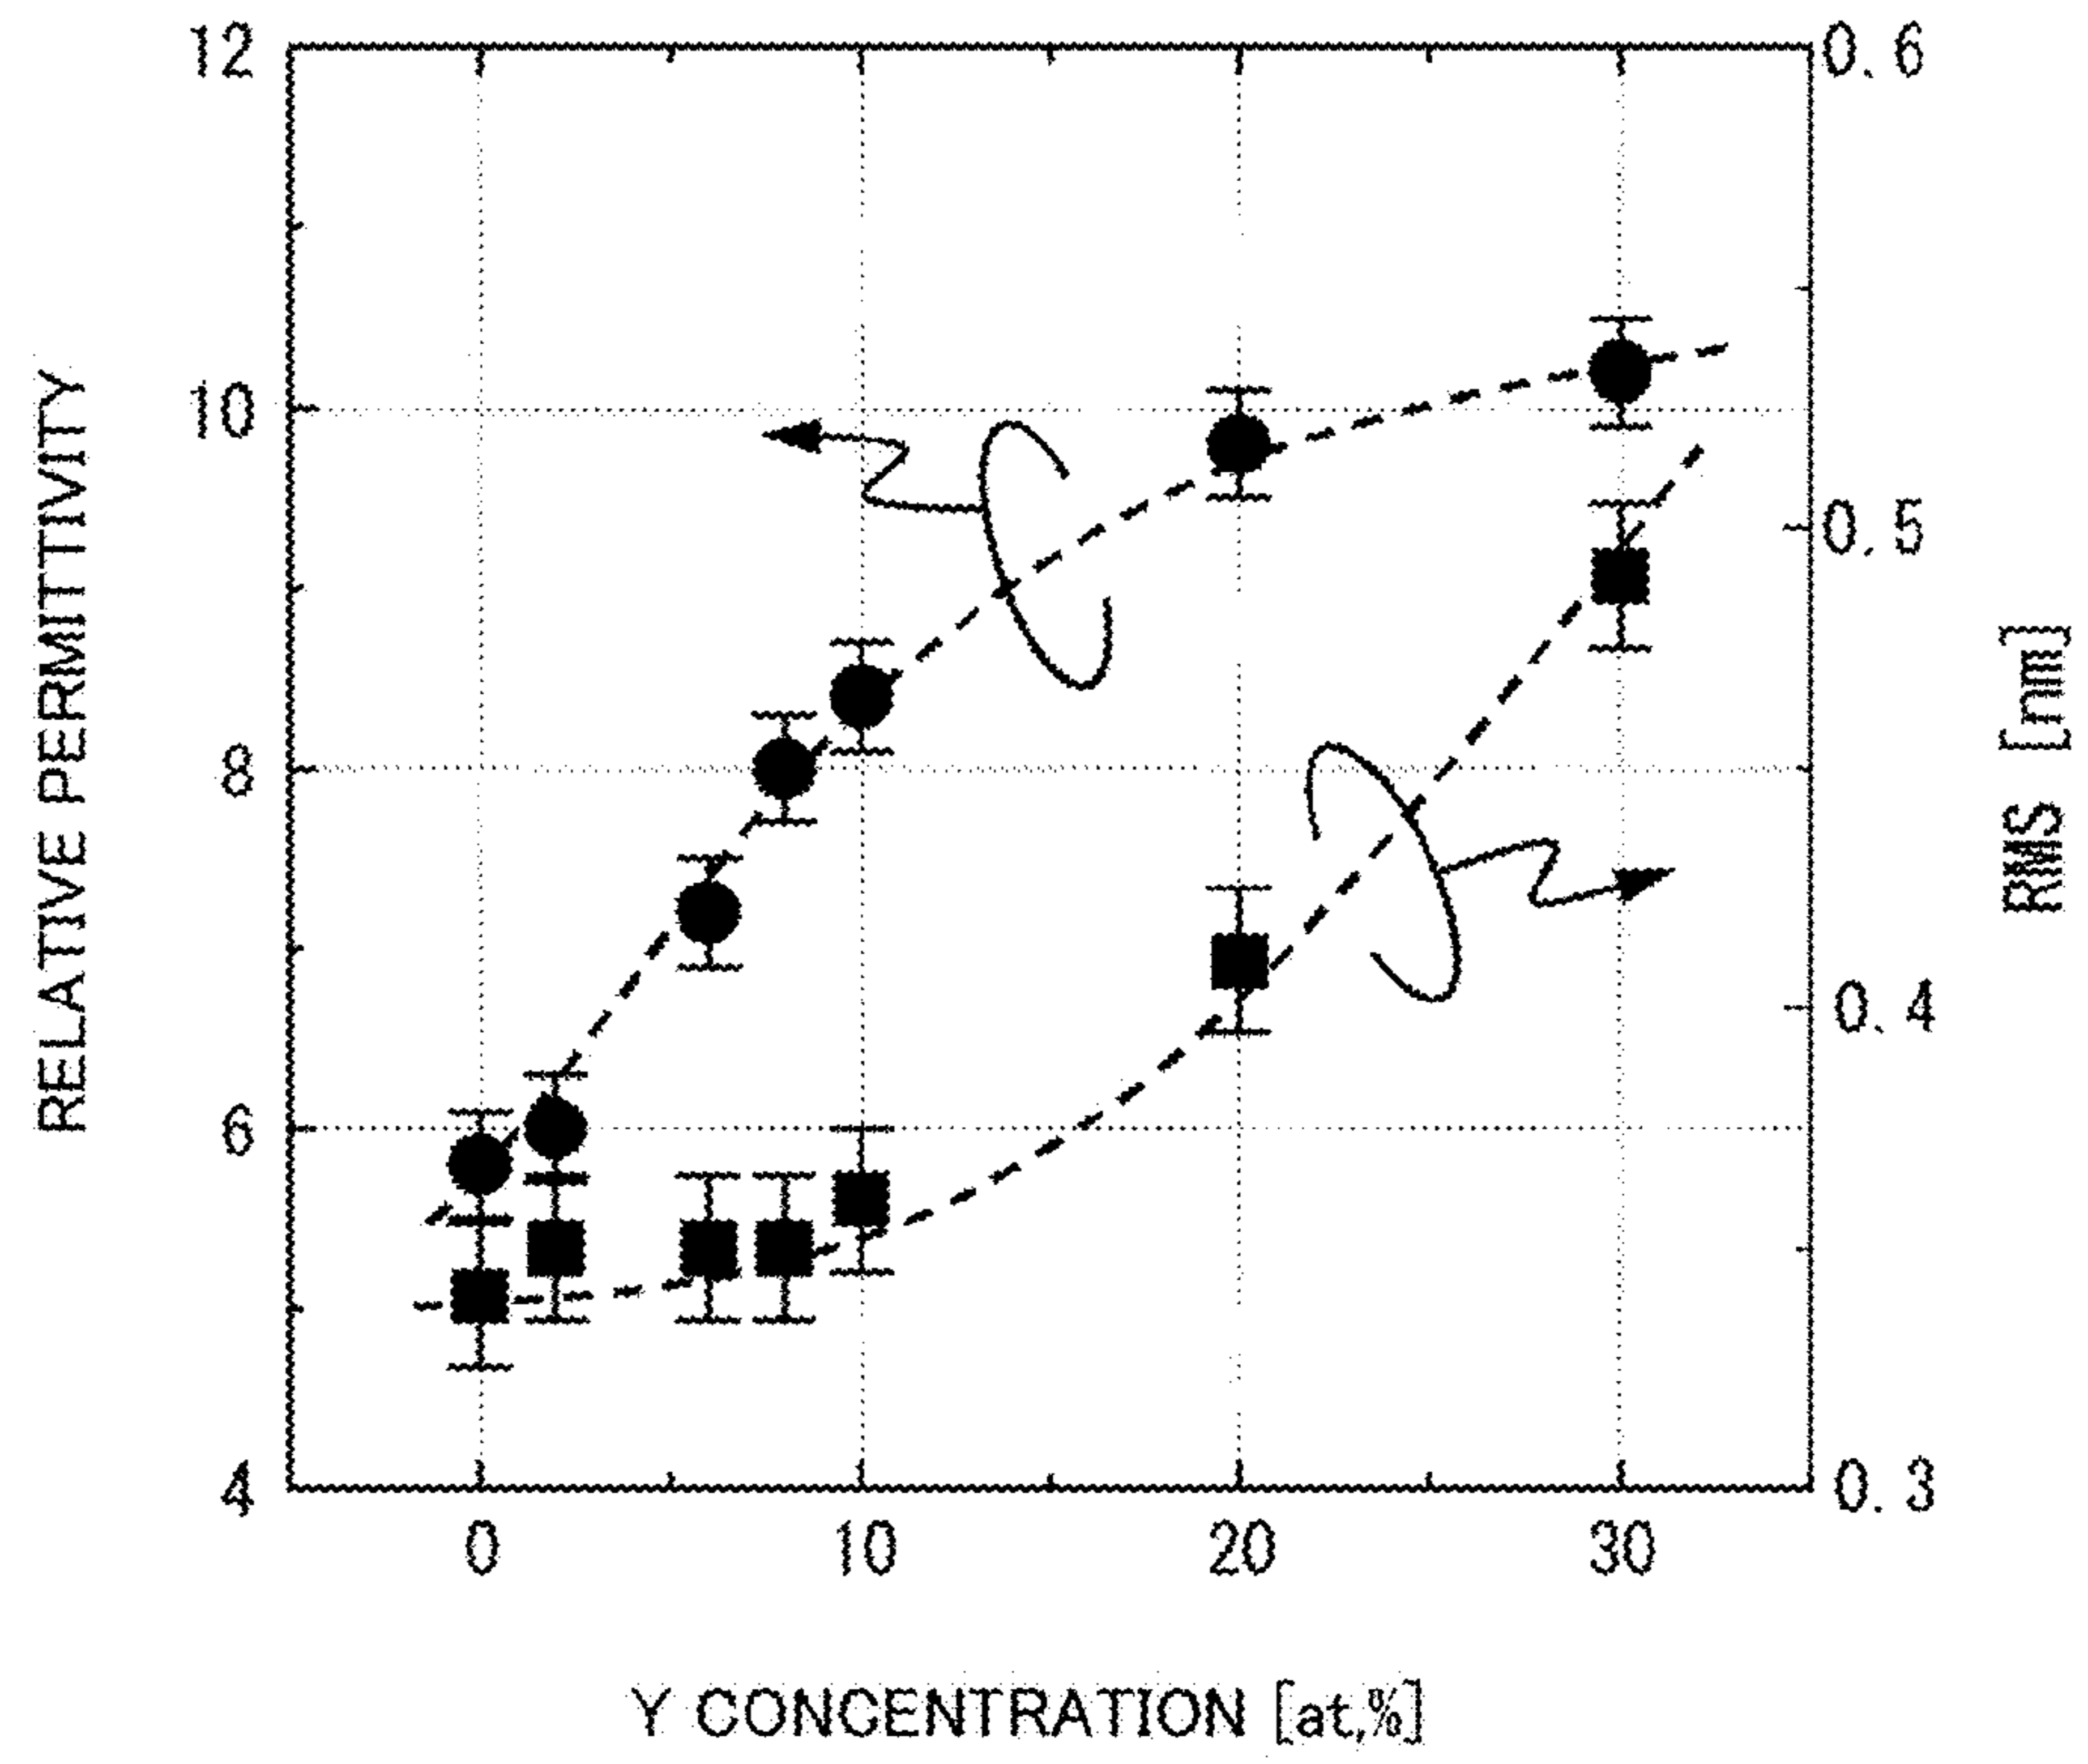 12
10
8
6
4
RELATIVE PERMITTIVITY
0.6
0.5
0.4
0.3
RMS [nm]
0 10 20 30
Y CONCENTRATION [at,%]